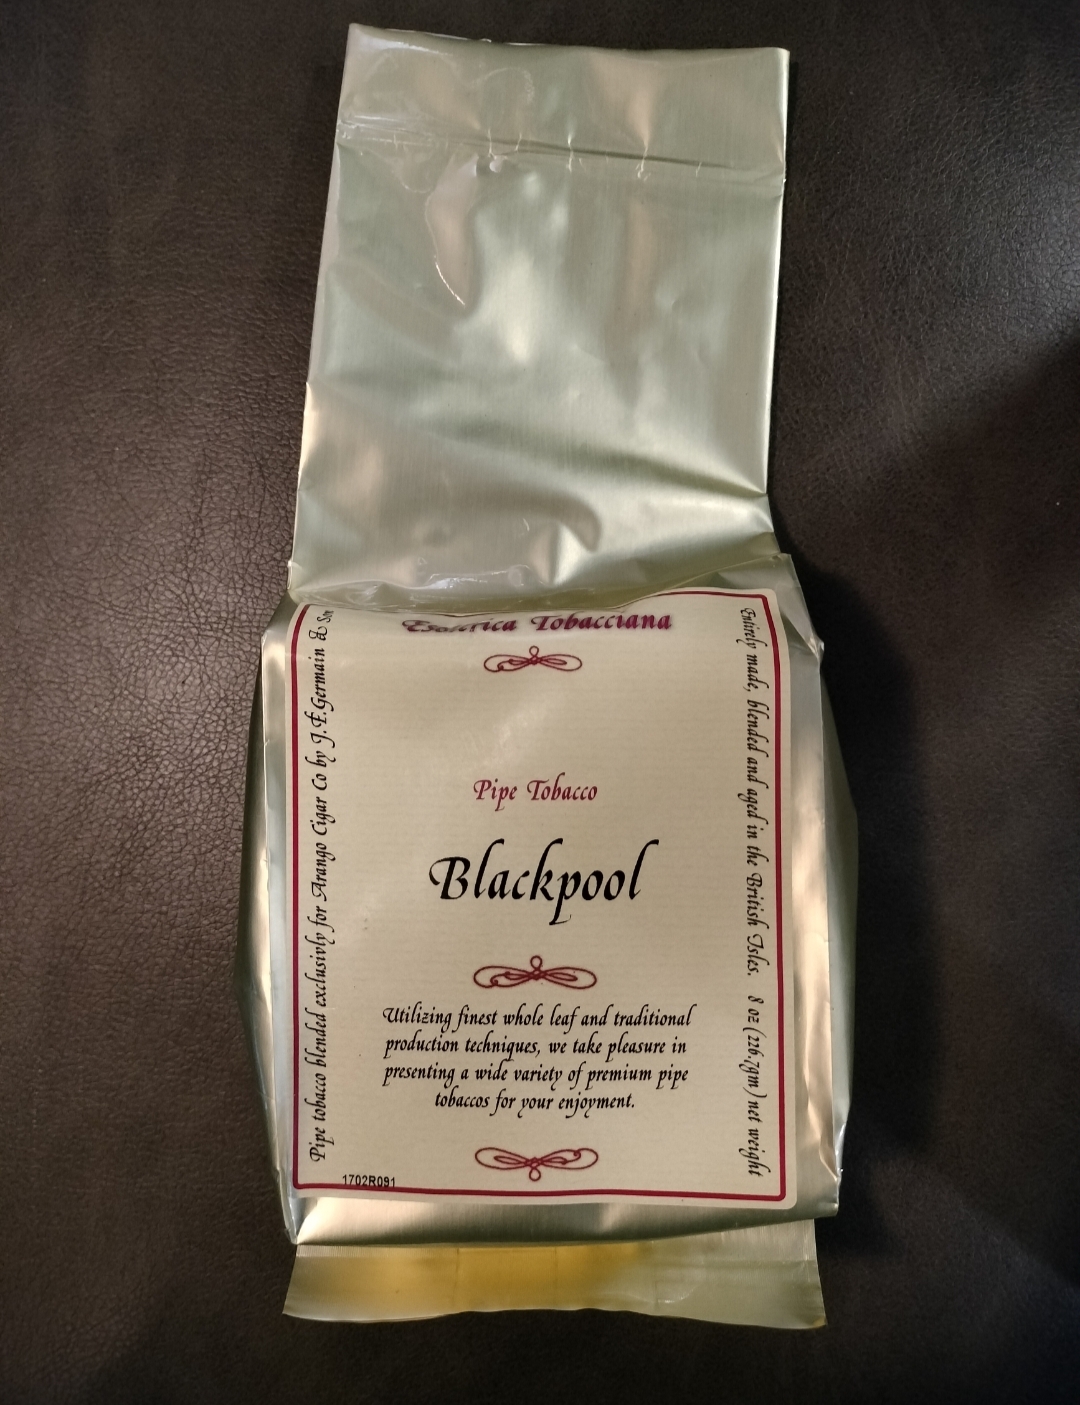 Esoterica Tobacciana
Pipe Tobacco
Blackpool
Utilizing finest whole leaf and traditional
production techniques, we take pleasure in
presenting a wide variety of premium pipe
tobaccos for your enjoyment.
Pipe tobacco blended exclusivly for Arango Cigar Co by J.F.Germain & Son
Entirely made, blended and aged in the British Isles. 8 oz (226.7gm) net weight
1702R091